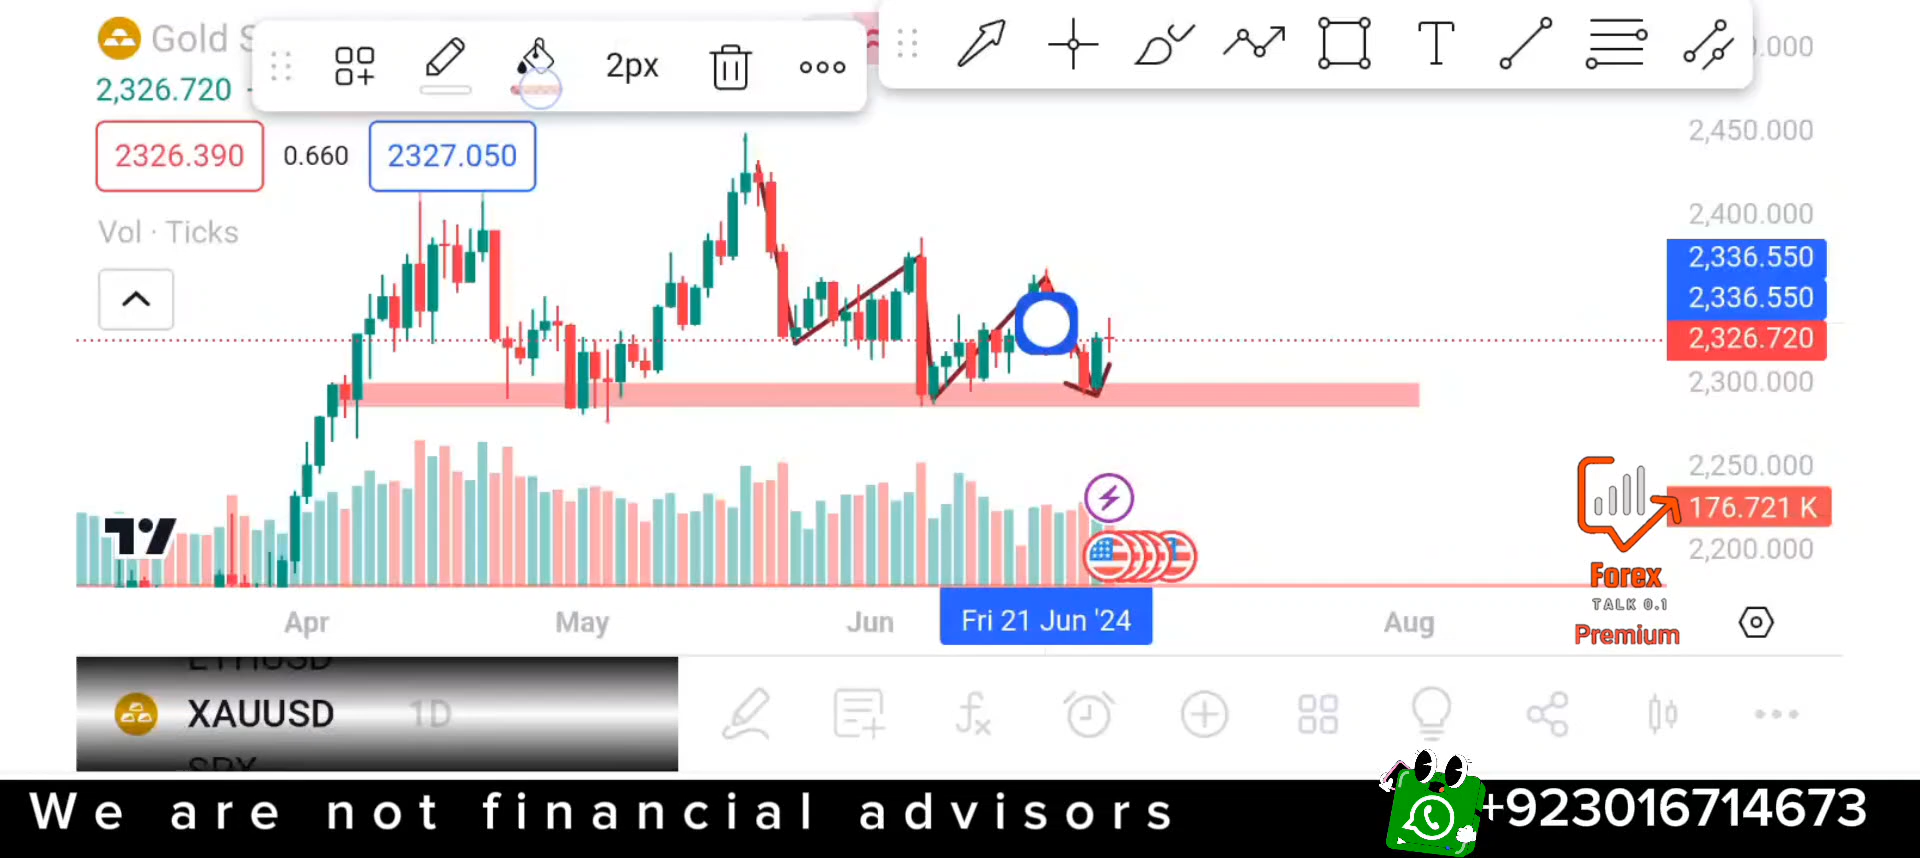 Gold S
2px
T
2,326.720
2326.390
0.660
2327.050
Vol · Ticks
2,450.000
2,400.000
2,336.550
2,336.550
2,326.720
2,300.000
2,250.000
176.721 K
2,200.000
Forex
TALK 0.1
Premium
Apr
May
Jun
Fri 21 Jun '24
Aug
ETHUSD
XAUUSD 1D
SPX
We are not financial advisors
+923016714673